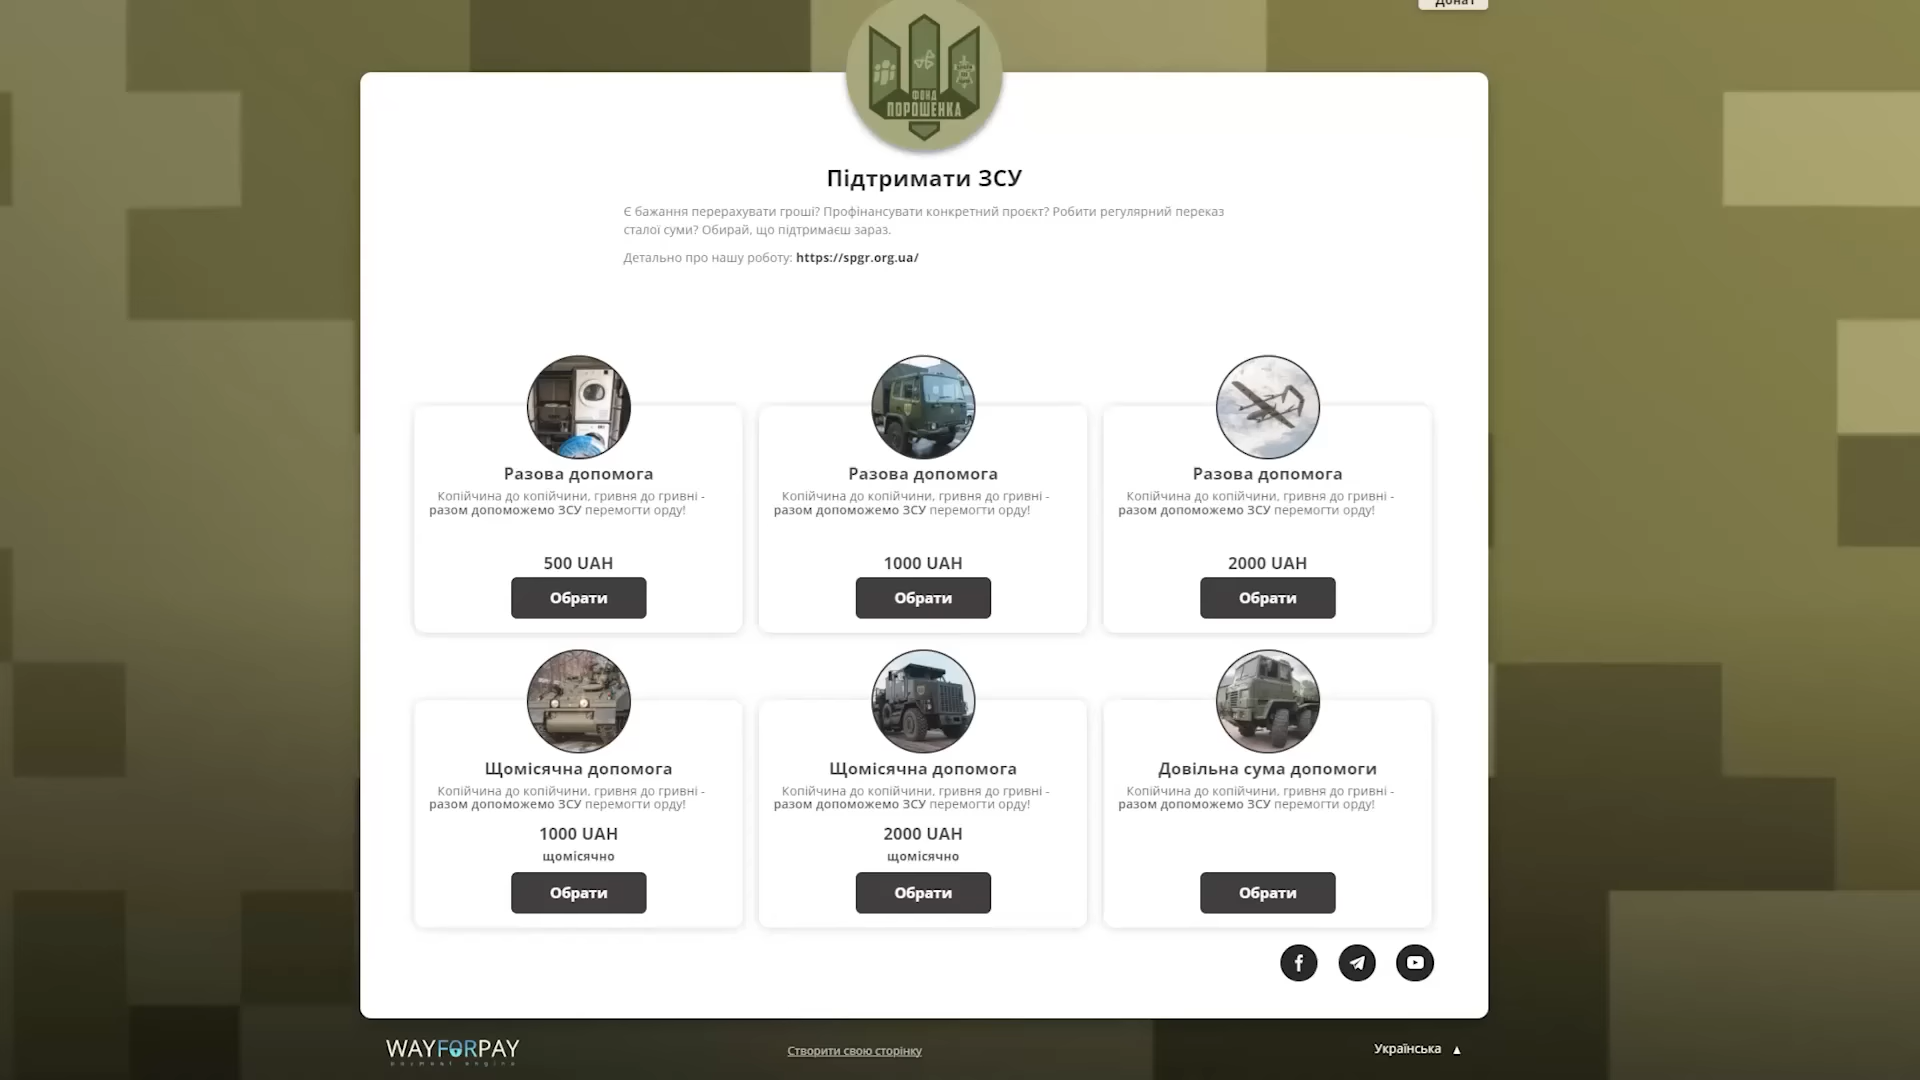 Донат
ФОНД
ПОРОШЕНКА
Підтримати ЗСУ
Є бажання перерахувати гроші? Профінансувати конкретний проєкт? Робити регулярний переказ
сталої суми? Обирай, що підтримаєш зараз.
Детально про нашу роботу: https://spgr.org.ua/
Разова допомога
Копійчина до копійчини, гривня до гривні -
разом допоможемо ЗСУ перемогти орду!
500 UAH
Обрати
Разова допомога
Копійчина до копійчини, гривня до гривні -
разом допоможемо ЗСУ перемогти орду!
1000 UAH
Обрати
Разова допомога
Копійчина до копійчини, гривня до гривні -
разом допоможемо ЗСУ перемогти орду!
2000 UAH
Обрати
Щомісячна допомога
Копійчина до копійчини, гривня до гривні -
разом допоможемо ЗСУ перемогти орду!
1000 UAH
щомісячно
Обрати
Щомісячна допомога
Копійчина до копійчини, гривня до гривні -
разом допоможемо ЗСУ перемогти орду!
2000 UAH
щомісячно
Обрати
Довільна сума допомоги
Копійчина до копійчини, гривня до гривні -
разом допоможемо ЗСУ перемогти орду!
Обрати
WAYFORPAY
payment engine
Створити свою сторінку
Українська ▲